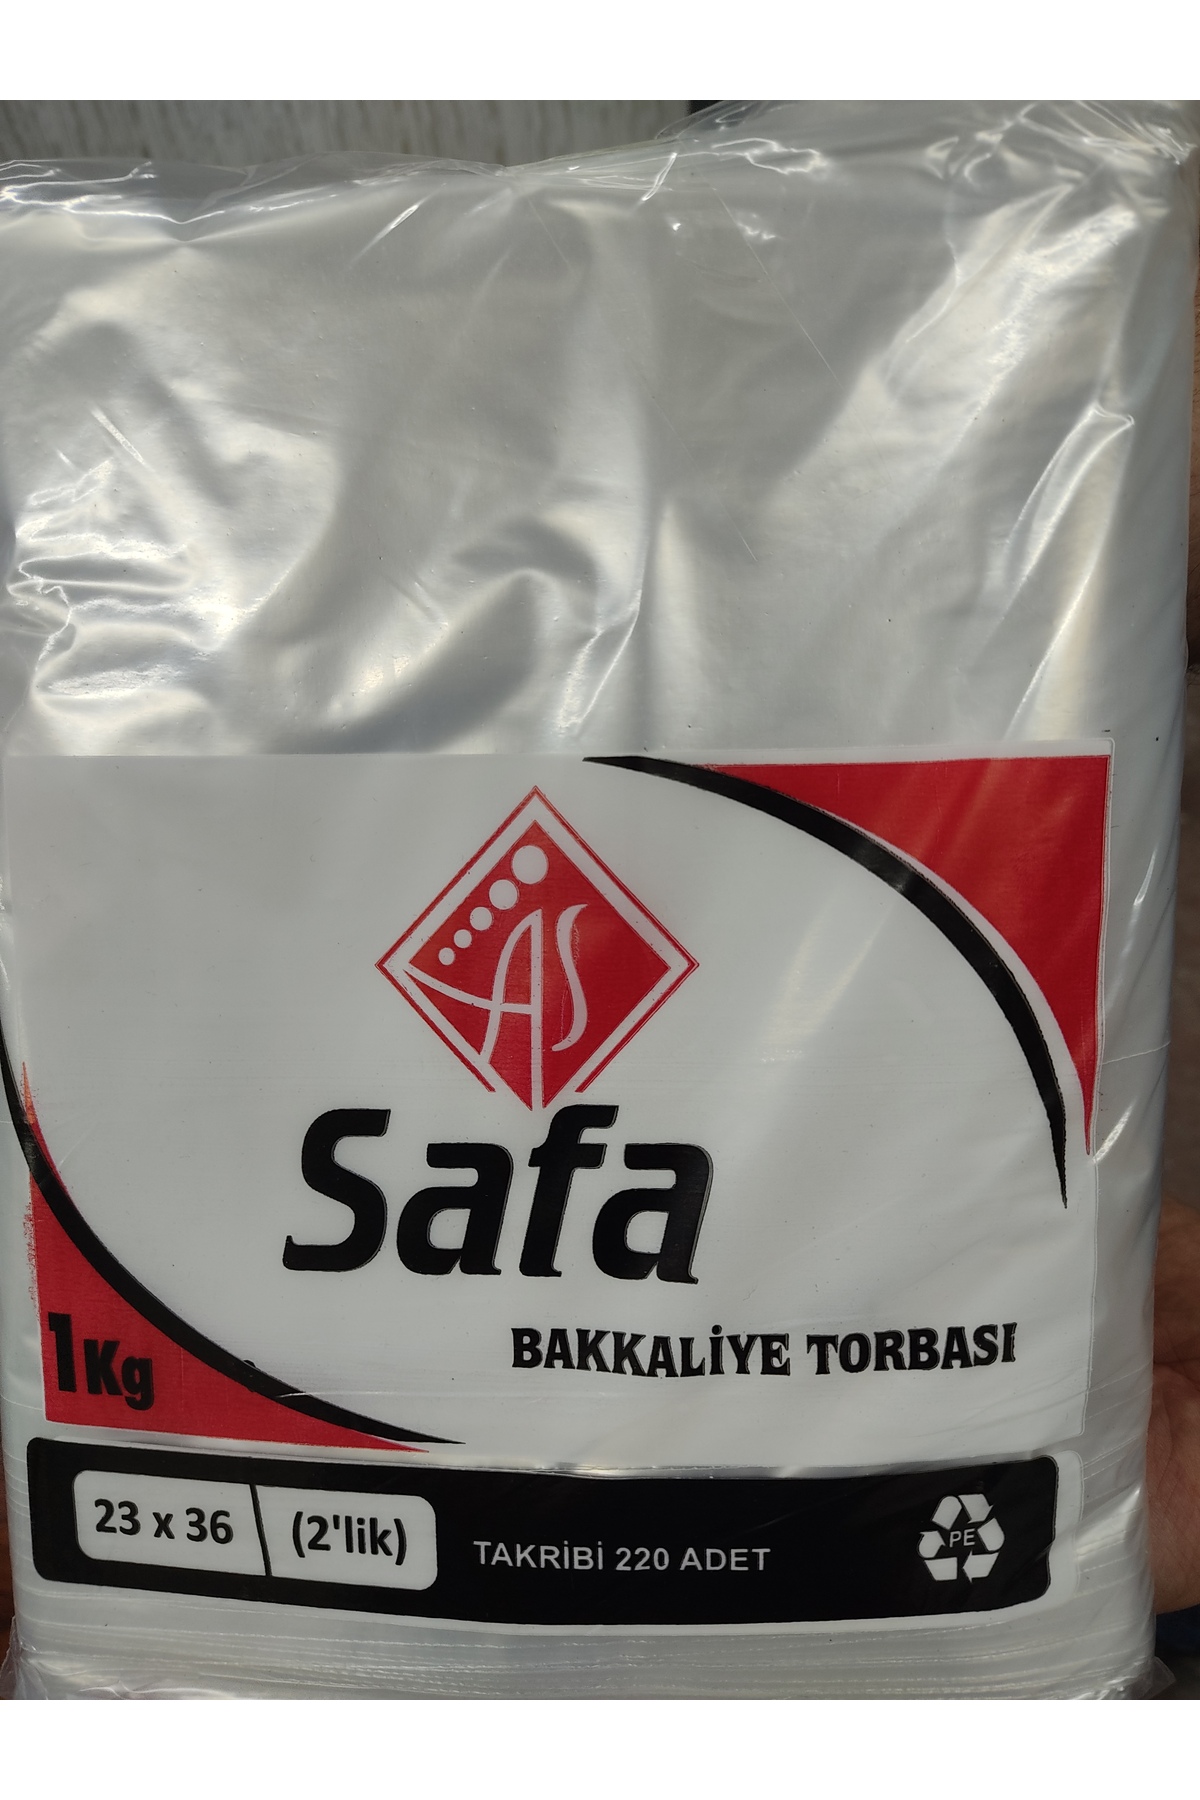 AS
Safa
BAKKALİYE TORBASI
1Kg
23 x 36 (2'lik)
TAKRİBİ 220 ADET
PE